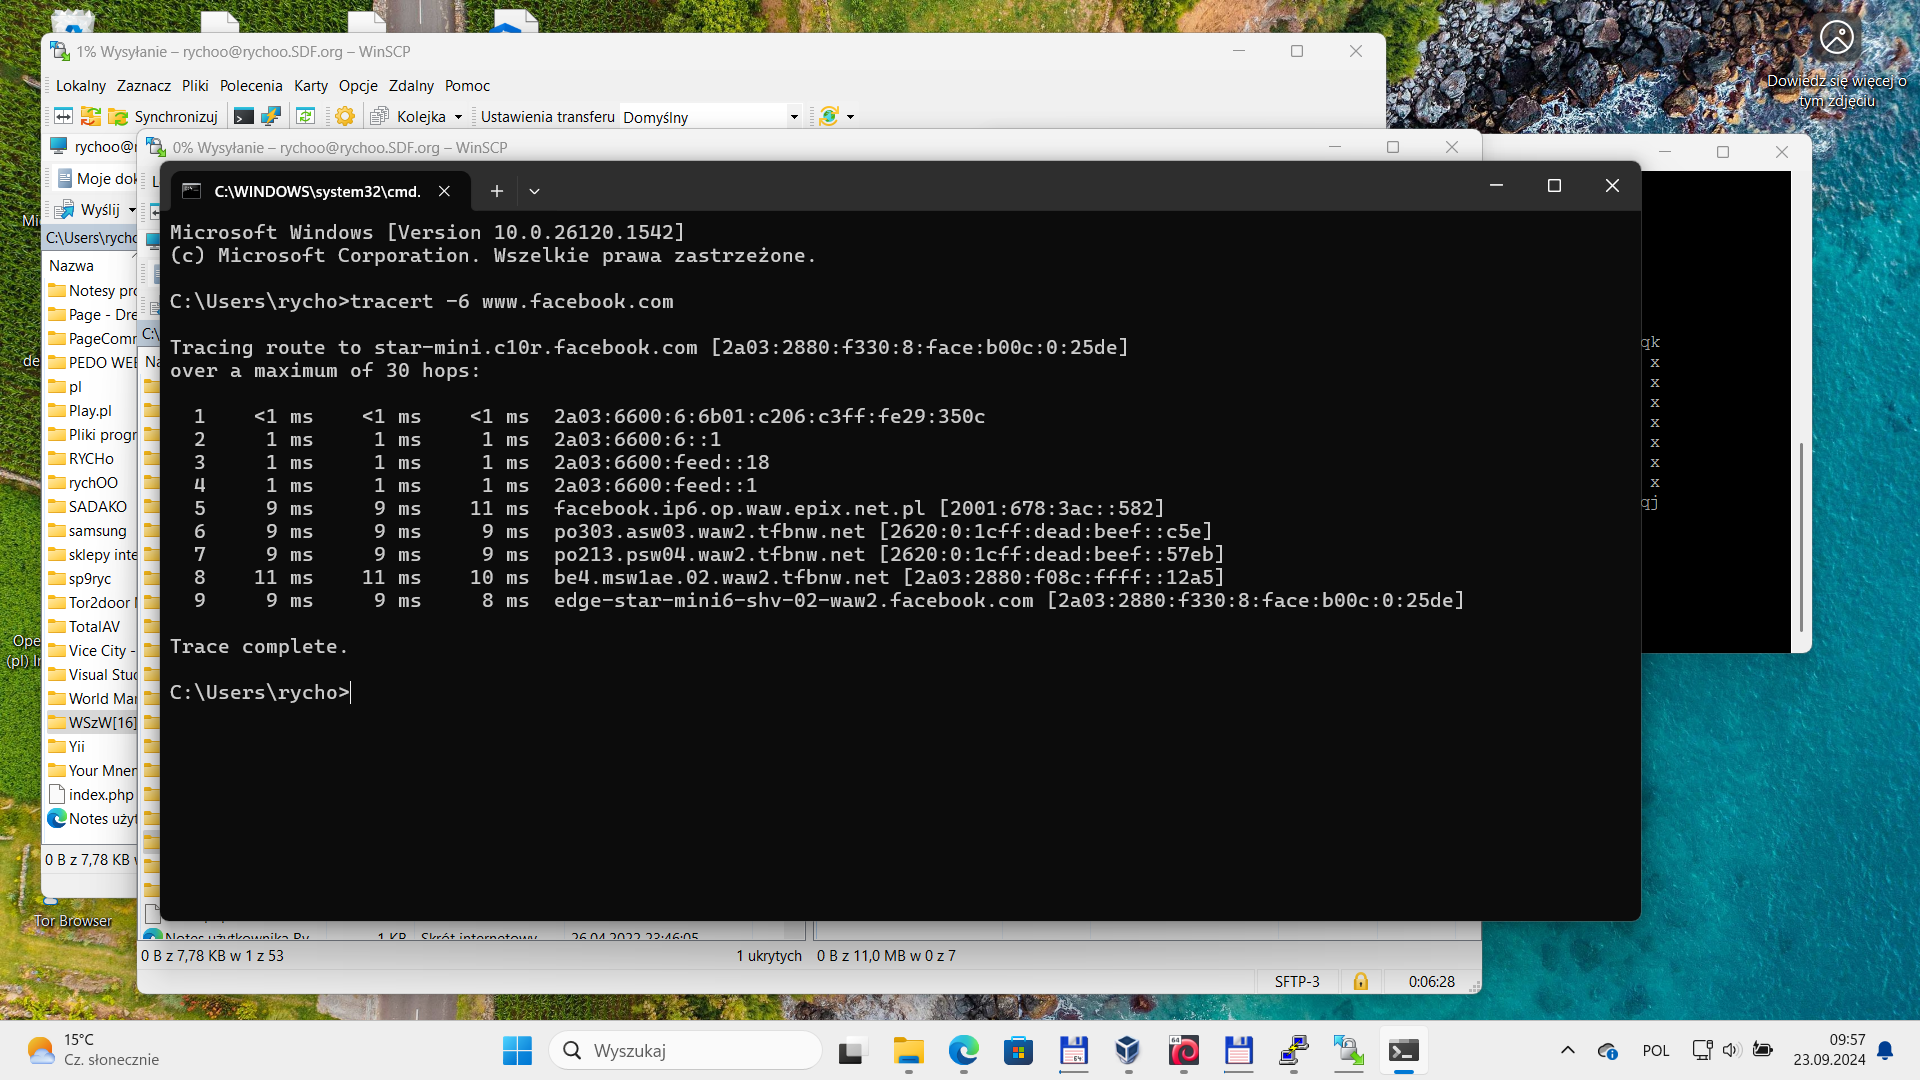 1% Wysyłanie – rychoo@rychoo.SDF.org – WinSCP
Lokalny Zaznacz Pliki Polecenia Karty Opcje Zdalny Pomoc
Synchronizuj Kolejka Ustawienia transferu Domyślny
rychoo@r
0% Wysyłanie – rychoo@rychoo.SDF.org – WinSCP
Dowiedz się więcej o
tym zdjęciu
Moje dok
Wyślij
C:\Users\rycho
Nazwa
Notesy pro
Page - Dre
PageComm
PEDO WEB
pl
Play.pl
Pliki progr
RYCHo
rychOO
SADAKO
samsung
sklepy inte
sp9ryc
Tor2door
TotalAV
Vice City -
Visual Stud
World Mar
WSzW[16]
Yii
Your Mnem
index.php
Notes użyt
0 B z 7,78 KB w
Tor Browser
C:\WINDOWS\system32\cmd.
Microsoft Windows [Version 10.0.26120.1542]
(c) Microsoft Corporation. Wszelkie prawa zastrzeżone.
C:\Users\rycho>tracert -6 www.facebook.com
Tracing route to star-mini.c10r.facebook.com [2a03:2880:f330:8:face:b00c:0:25de]
over a maximum of 30 hops:
1 <1 ms <1 ms <1 ms 2a03:6600:6:6b01:c206:c3ff:fe29:350c
2 1 ms 1 ms 1 ms 2a03:6600:6::1
3 1 ms 1 ms 1 ms 2a03:6600:feed::18
4 1 ms 1 ms 1 ms 2a03:6600:feed::1
5 9 ms 9 ms 11 ms facebook.ip6.op.waw.epix.net.pl [2001:678:3ac::582]
6 9 ms 9 ms 9 ms po303.asw03.waw2.tfbnw.net [2620:0:1cff:dead:beef::c5e]
7 9 ms 9 ms 9 ms po213.psw04.waw2.tfbnw.net [2620:0:1cff:dead:beef::57eb]
8 11 ms 11 ms 10 ms be4.msw1ae.02.waw2.tfbnw.net [2a03:2880:f08c:ffff::12a5]
9 9 ms 9 ms 8 ms edge-star-mini6-shv-02-waw2.facebook.com [2a03:2880:f330:8:face:b00c:0:25de]
Trace complete.
C:\Users\rycho>
qk
x
x
x
x
x
x
x
qj
0 B z 7,78 KB w 1 z 53 1 ukrytych 0 B z 11,0 MB w 0 z 7
SFTP-3 0:06:28
15°C
Cz. słonecznie
Wyszukaj
POL
09:57
23.09.2024